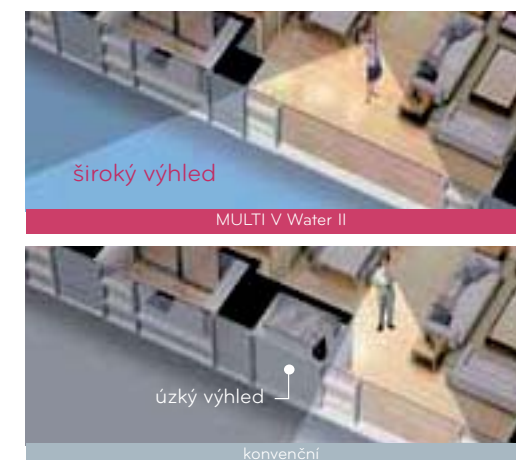 široký výhled
MULTI V Water II
úzký výhled
konvenční